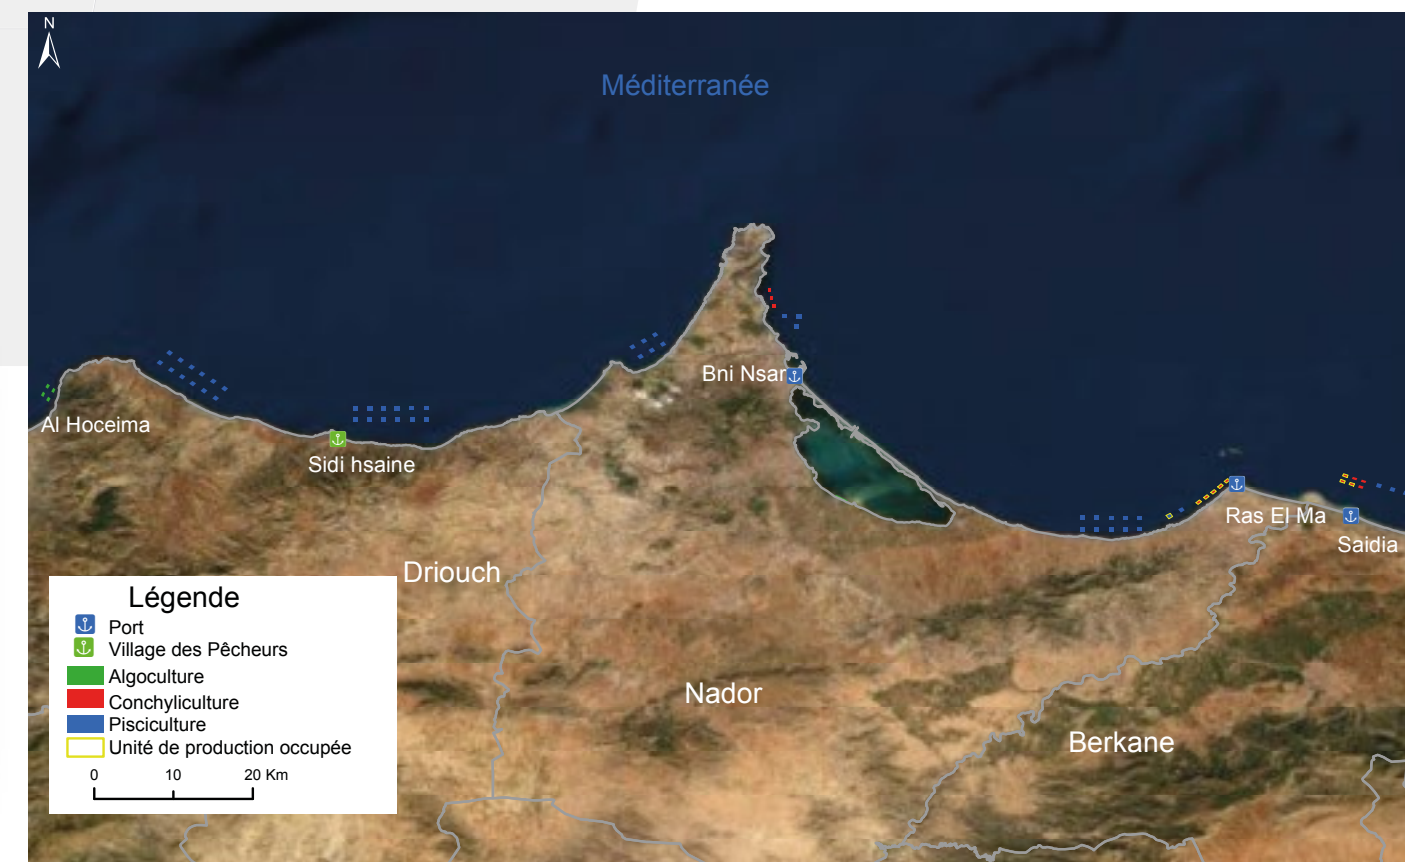 N
Méditerranée
Bni Nsar
Al Hoceima
Sidi hsaine
Ras El Ma
Saidia
Driouch
Nador
Berkane
Légende
Port
Village des Pêcheurs
Algoculture
Conchyliculture
Pisciculture
Unité de production occupée
0 10 20 Km